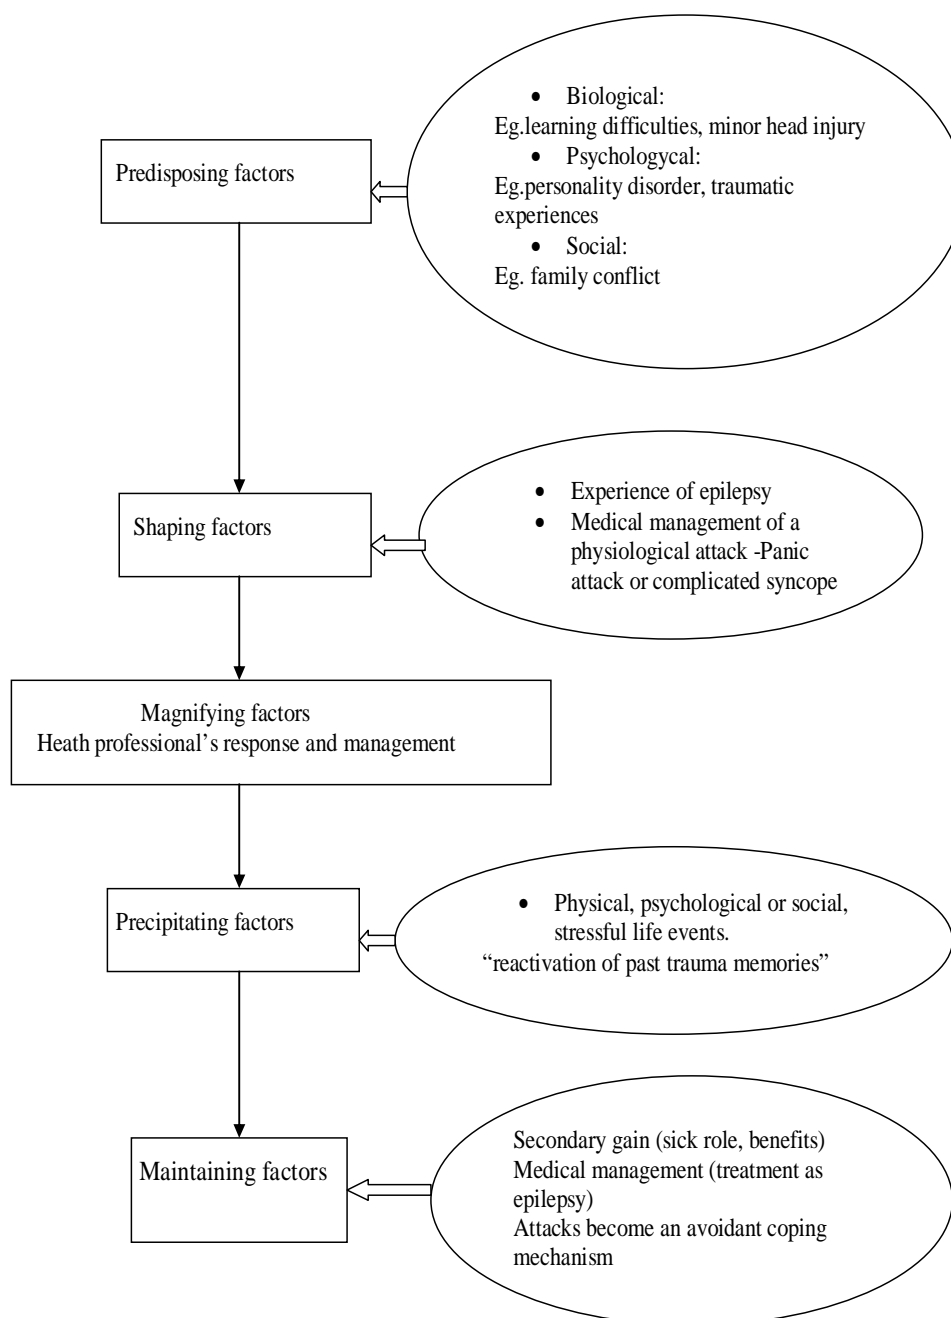 • Biological:
Eg.learning difficulties, minor head injury
• Psychologycal:
Eg.personality disorder, traumatic
experiences
• Social:
Eg. family conflict
Predisposing factors
• Experience of epilepsy
• Medical management of a
physiological attack -Panic
attack or complicated syncope
Shaping factors
Magnifying factors
Heath professional’s response and management
• Physical, psychological or social,
stressful life events.
“reactivation of past trauma memories”
Precipitating factors
Secondary gain (sick role, benefits)
Medical management (treatment as
epilepsy)
Attacks become an avoidant coping
mechanism
Maintaining factors